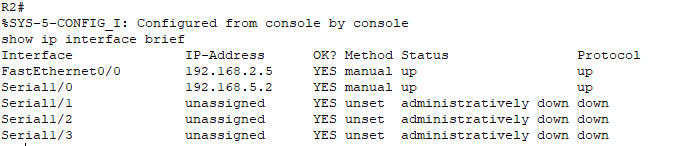 R2#
%SYS-5-CONFIG_I: Configured from console by console
show ip interface brief
Interface              IP-Address      OK? Method Status                Protocol
FastEthernet0/0        192.168.2.5     YES manual up                    up
Serial1/0              192.168.5.2     YES manual up                    up
Serial1/1              unassigned      YES unset  administratively down down
Serial1/2              unassigned      YES unset  administratively down down
Serial1/3              unassigned      YES unset  administratively down down